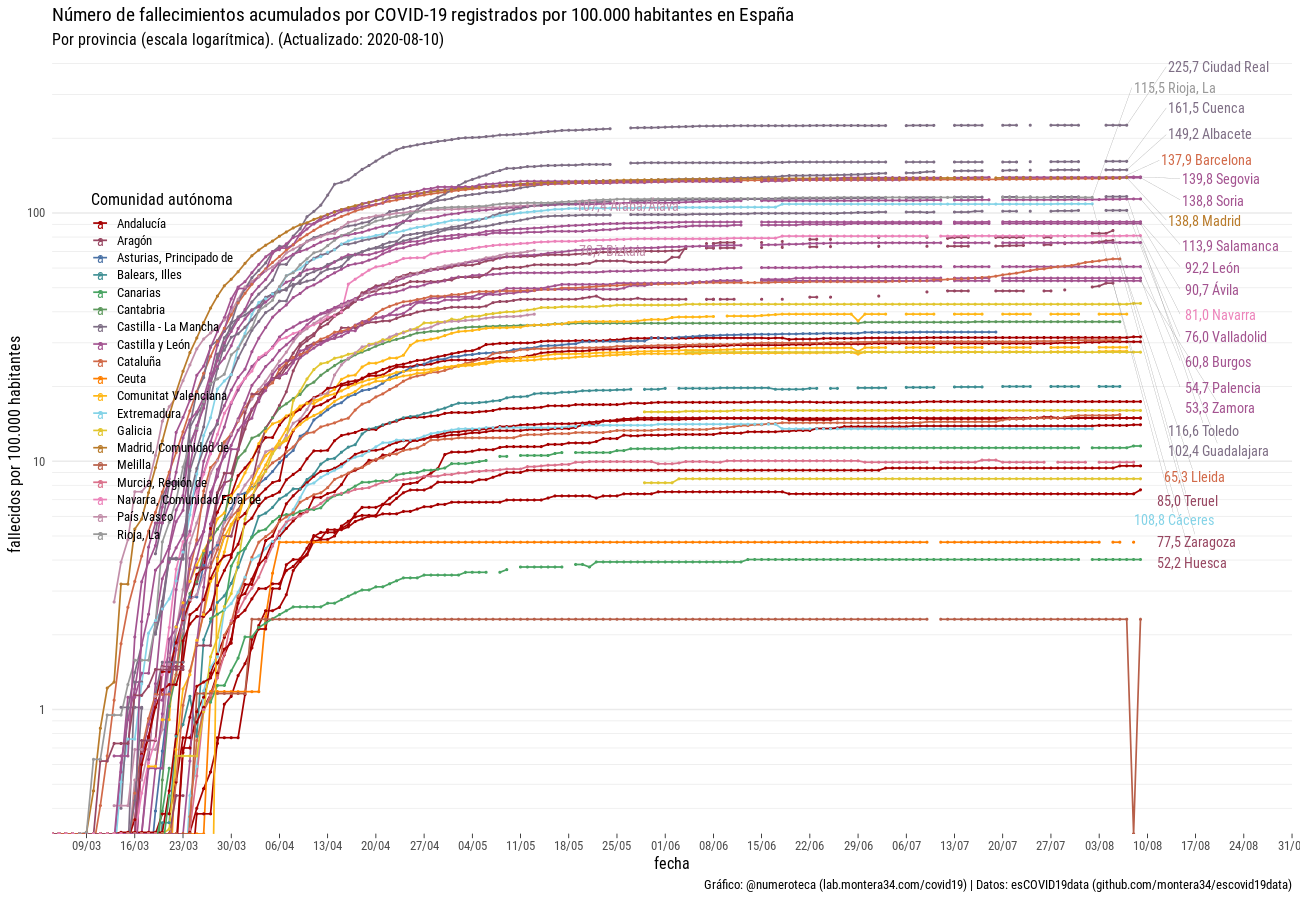 Número de fallecimientos acumulados por COVID-19 registrados por 100.000 habitantes en España
Por provincia (escala logarítmica). (Actualizado: 2020-08-10)
225,7 Ciudad Real
115,5 Rioja, La
161,5 Cuenca
149,2 Albacete
137,9 Barcelona
139,8 Segovia
138,8 Soria
138,8 Madrid
113,9 Salamanca
92,2 León
90,7 Ávila
81,0 Navarra
76,0 Valladolid
60,8 Burgos
54,7 Palencia
53,3 Zamora
116,6 Toledo
102,4 Guadalajara
65,3 Lleida
85,0 Teruel
108,8 Cáceres
77,5 Zaragoza
52,2 Huesca
Comunidad autónoma
Andalucía
Aragón
Asturias, Principado de
Balears, Illes
Canarias
Cantabria
Castilla - La Mancha
Castilla y León
Cataluña
Ceuta
Comunitat Valenciana
Extremadura
Galicia
Madrid, Comunidad de
Melilla
Murcia, Región de
Navarra, Comunidad Foral de
País Vasco
Rioja, La
fallecidos por 100.000 habitantes
100
10
1
09/03 16/03 23/03 30/03 06/04 13/04 20/04 27/04 04/05 11/05 18/05 25/05 01/06 08/06 15/06 22/06 29/06 06/07 13/07 20/07 27/07 03/08 10/08 17/08 24/08 31/0
fecha
Gráfico: @numeroteca (lab.montera34.com/covid19) | Datos: esCOVID19data (github.com/montera34/escovid19data)